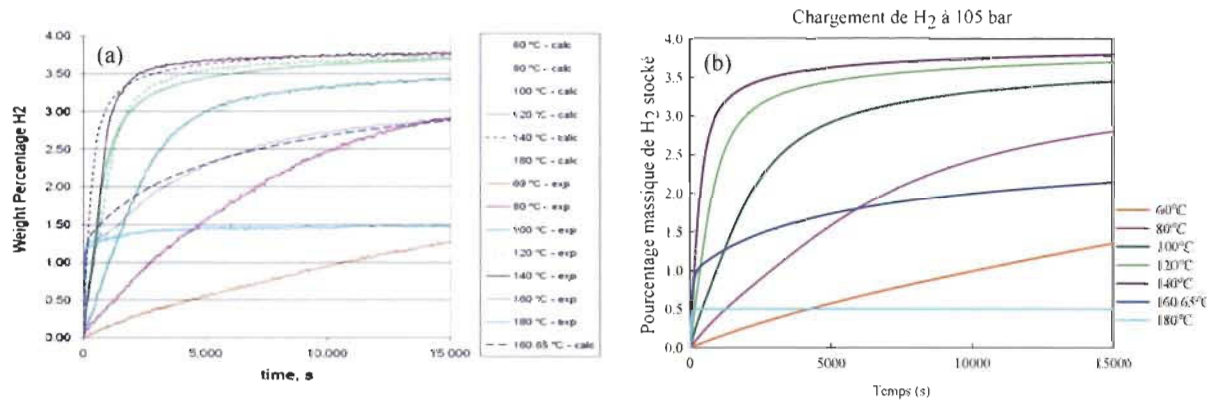 (a)
Weight Percentage H2
4.00
3.50
3.00
2.50
2.00
1.50
1.00
0.50
0.00
0
5.000
10.000
15 000
time, s
60 °C - calc
80 °C - calc
100 °C - calc
120 °C - calc
140 °C - calc
180 °C - calc
60 °C - exp
80 °C - exp
100 °C - exp
120 °C - exp
140 °C - exp
160 °C - exp
180 °C - exp
160 65 °C - calc
Chargement de H2 à 105 bar
(b)
Pourcentage massique de H2 stocké
4.0
3.5
3.0
2.5
2.0
1.5
1.0
0.5
0.0
0
5000
10000
15000
Temps (s)
60°C
80°C
100°C
120°C
140°C
160.65°C
180°C